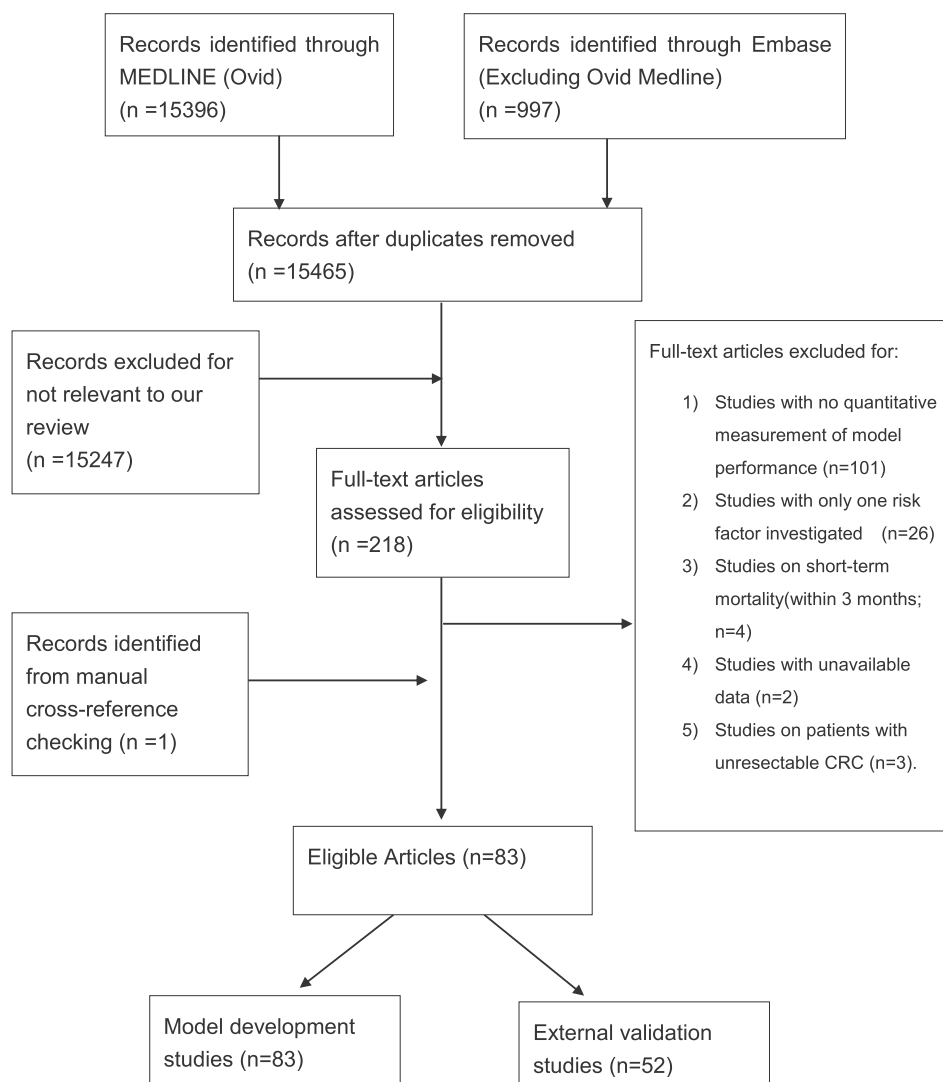 Records identified through
MEDLINE (Ovid)
(n =15396)
Records identified through Embase
(Excluding Ovid Medline)
(n =997)
Records after duplicates removed
(n =15465)
Records excluded for
not relevant to our
review
(n =15247)
Full-text articles
assessed for eligibility
(n =218)
Full-text articles excluded for:
1) Studies with no quantitative
measurement of model
performance (n=101)
2) Studies with only one risk
factor investigated (n=26)
3) Studies on short-term
mortality(within 3 months;
n=4)
4) Studies with unavailable
data (n=2)
5) Studies on patients with
unresectable CRC (n=3).
Records identified
from manual
cross-reference
checking (n =1)
Eligible Articles (n=83)
Model development
studies (n=83)
External validation
studies (n=52)